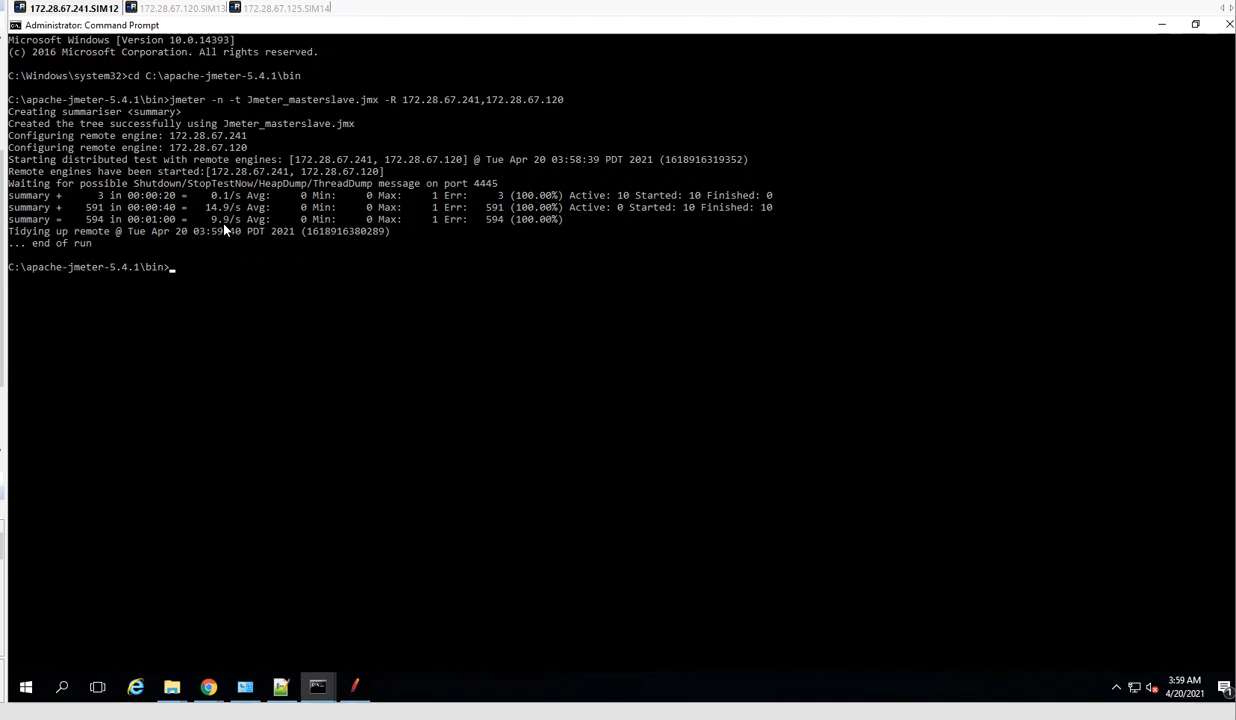 172.28.67.241.SIM12 172.28.67.120.SIM13 172.28.67.125.SIM14
Administrator: Command Prompt
Microsoft Windows [Version 10.0.14393]
(c) 2016 Microsoft Corporation. All rights reserved.
C:\Windows\system32>cd C:\apache-jmeter-5.4.1\bin
C:\apache-jmeter-5.4.1\bin>jmeter -n -t Jmeter_masterslave.jmx -R 172.28.67.241,172.28.67.120
Creating summariser <summary>
Created the tree successfully using Jmeter_masterslave.jmx
Configuring remote engine: 172.28.67.241
Configuring remote engine: 172.28.67.120
Starting distributed test with remote engines: [172.28.67.241, 172.28.67.120] @ Tue Apr 20 03:58:39 PDT 2021 (1618916319352)
Remote engines have been started:[172.28.67.241, 172.28.67.120]
Waiting for possible Shutdown/StopTestNow/HeapDump/ThreadDump message on port 4445
summary +      3 in 00:00:20 =    0.1/s Avg:     0 Min:     0 Max:     1 Err:     3 (100.00%) Active: 10 Started: 10 Finished: 0
summary +    591 in 00:00:40 =   14.9/s Avg:     0 Min:     0 Max:     1 Err:   591 (100.00%) Active: 0 Started: 10 Finished: 10
summary =    594 in 00:01:00 =    9.9/s Avg:     0 Min:     0 Max:     1 Err:   594 (100.00%)
Tidying up remote @ Tue Apr 20 03:59:40 PDT 2021 (1618916380289)
... end of run
C:\apache-jmeter-5.4.1\bin>_
3:59 AM
4/20/2021